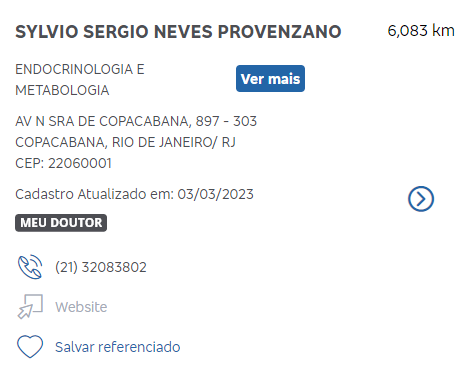 SYLVIO SERGIO NEVES PROVENZANO 6,083 km
ENDOCRINOLOGIA E
METABOLOGIA
Ver mais
AV N SRA DE COPACABANA, 897 - 303
COPACABANA, RIO DE JANEIRO/ RJ
CEP: 22060001
Cadastro Atualizado em: 03/03/2023
MEU DOUTOR
(21) 32083802
Website
Salvar referenciado